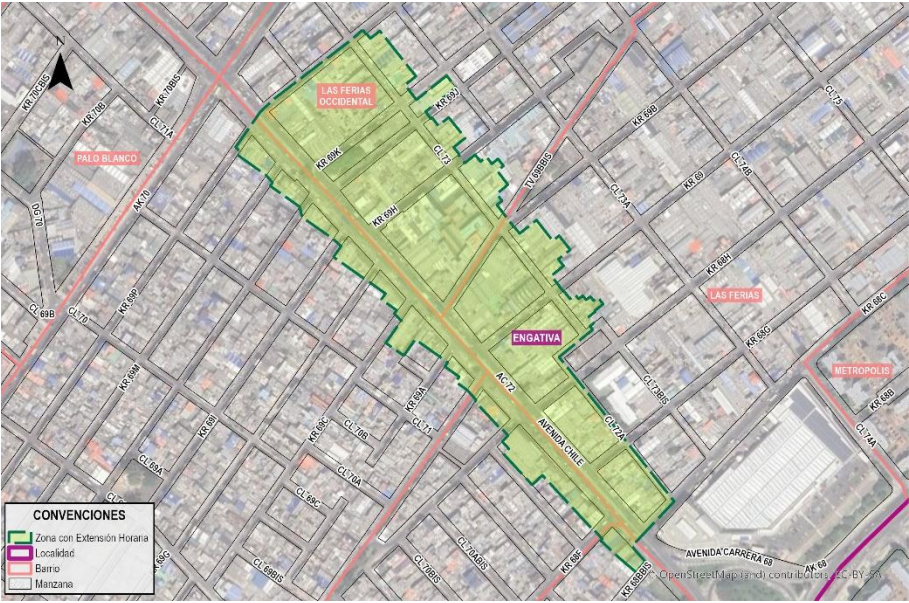 N
KR 70CBIS
KR 70B
KR 70BIS
CL 71A
PALO BLANCO
AK 70
DG 70
CL 69B
CL 70
KR 69P
KR 69M
KR 69I
LAS FERIAS
OCCIDENTAL
KR 69J
KR 69K
CL 73
KR 69H
TV 69BBIS
KR 69B
CL 75
CL 74B
KR 69
CL 73A
KR 68H
LAS FERIAS
KR 68G
KR 68C
METROPOLIS
KR 68B
CL 74A
ENGATIVA
CL 73BIS
CL 72A
AC 72
AVENIDA CHILE
KR 69A
CL 71
CL 70B
KR 69C
CL 70A
CL 69A
CL 69C
KR 69G
CL 69BIS
CL 70BIS
CL 70ABIS
KR 68F
KR 68BBIS
AVENIDA CARRERA 68
AK 68
CONVENCIONES
Zona con Extensión Horaria
Localidad
Barrio
Manzana
OpenStreetMap (and) contributors, CC-BY-SA